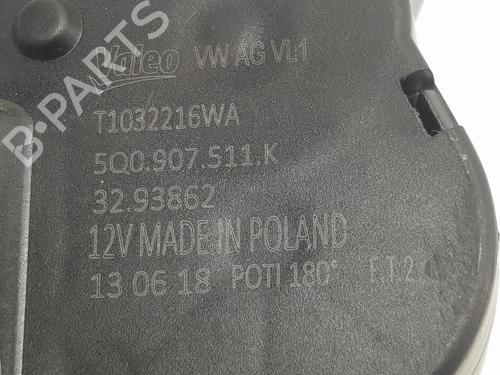 Valeo VW AG VL1
T1032216WA
5Q0.907.511.K
32.93862
12V MADE IN POLAND
13 06 18 POTI 180° F.T.2
B-PARTS